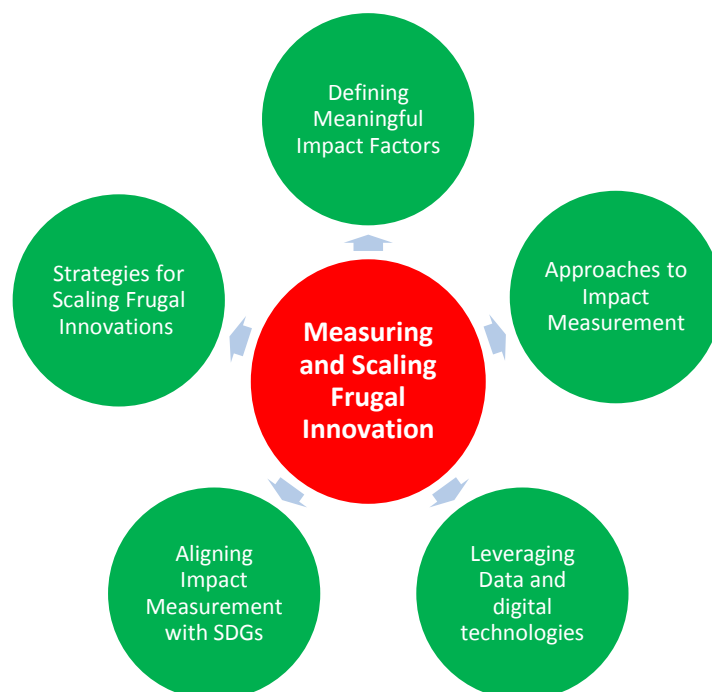 Defining
Meaningful
Impact Factors
Strategies for
Scaling Frugal
Innovations
Approaches to
Impact
Measurement
Measuring
and Scaling
Frugal
Innovation
Aligning
Impact
Measurement
with SDGs
Leveraging
Data and
digital
technologies